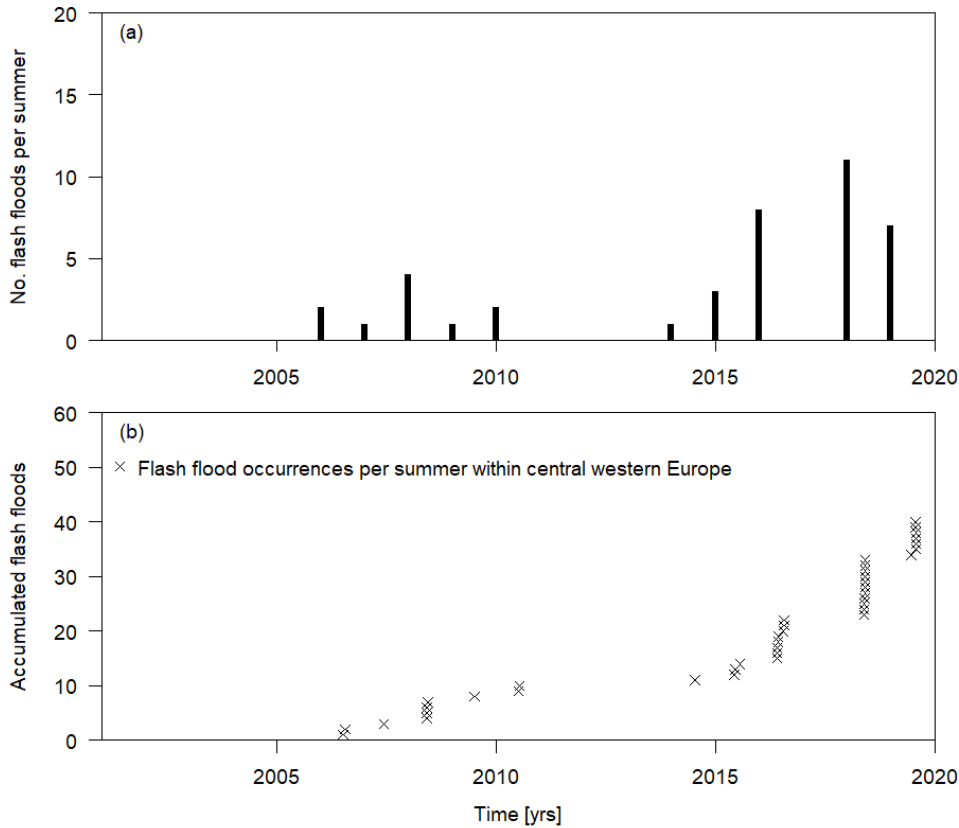 (a)
No. flash floods per summer
20
15
10
5
0
2005 2010 2015 2020
(b)
× Flash flood occurrences per summer within central western Europe
Accumulated flash floods
60
50
40
30
20
10
0
2005 2010 2015 2020
Time [yrs]